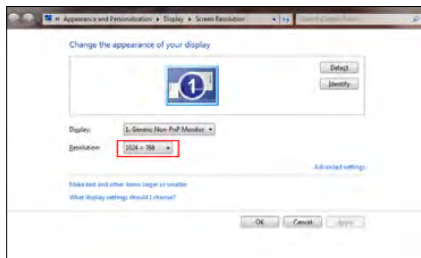 « Appearance and Personalization ▸ Display ▸ Screen Resolution
Change the appearance of your display
1
Detect
Identify
Display: 1. Generic Non-PnP Monitor
Resolution: 1024 × 768
Advanced settings
Make text and other items larger or smaller
What display settings should I choose?
OK Cancel Apply